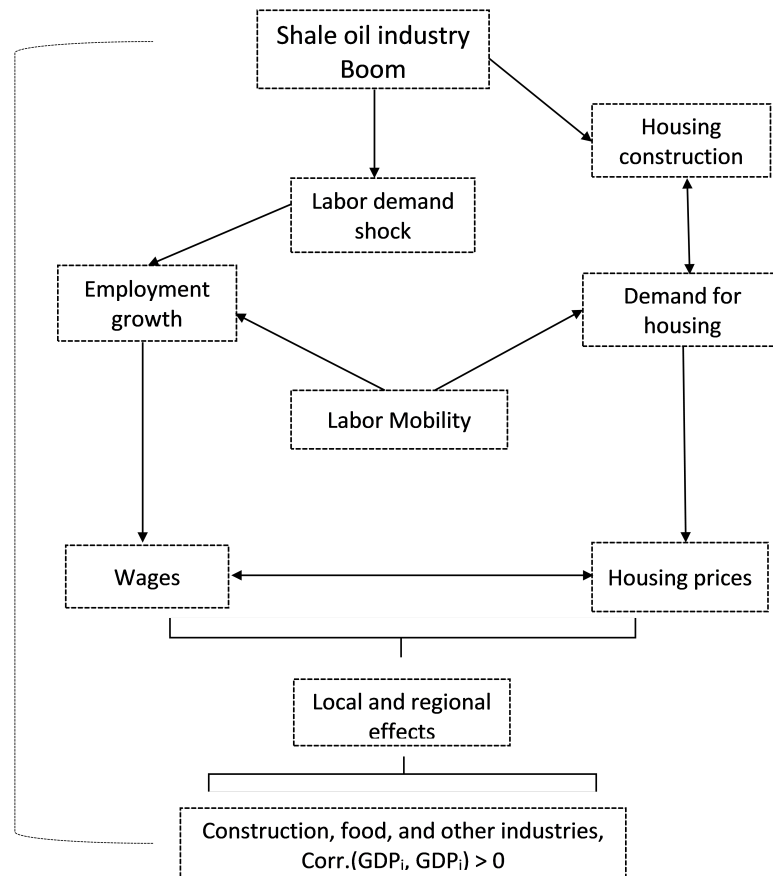 Shale oil industry
Boom
Housing
construction
Labor demand
shock
Employment
growth
Demand for
housing
Labor Mobility
Wages
Housing prices
Local and regional
effects
Construction, food, and other industries,
Corr.(GDPᵢ, GDPⱼ) > 0